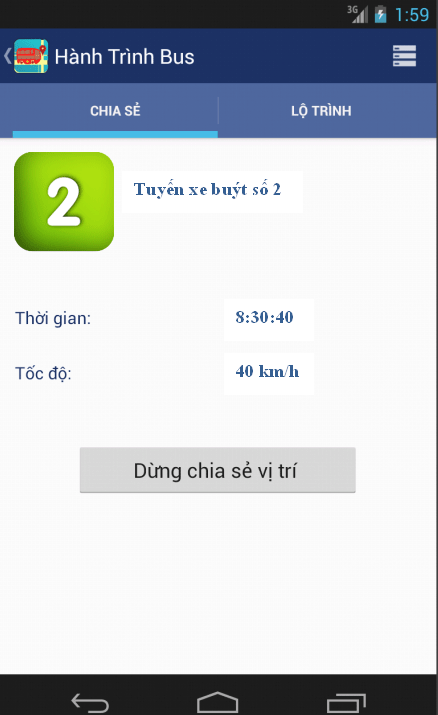 3G
1:59
Hành Trình Bus
CHIA SẺ
LỘ TRÌNH
2
Tuyến xe buýt số 2
Thời gian:
8:30:40
Tốc độ:
40 km/h
Dừng chia sẻ vị trí